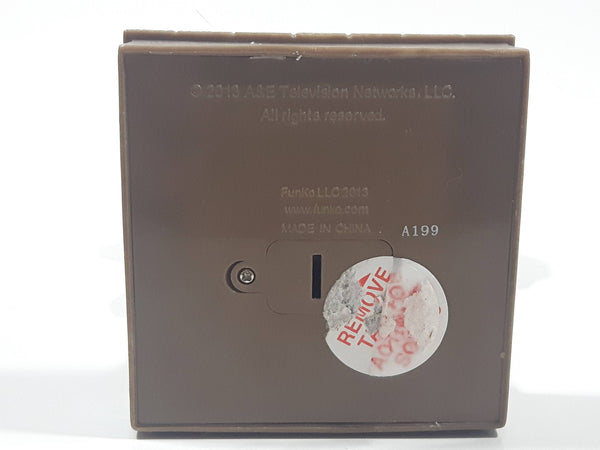 © 2013 A&E Television Networks, LLC.
All rights reserved.
FunKo LLC 2013
www.funko.com
MADE IN CHINA
A199
REMOVE